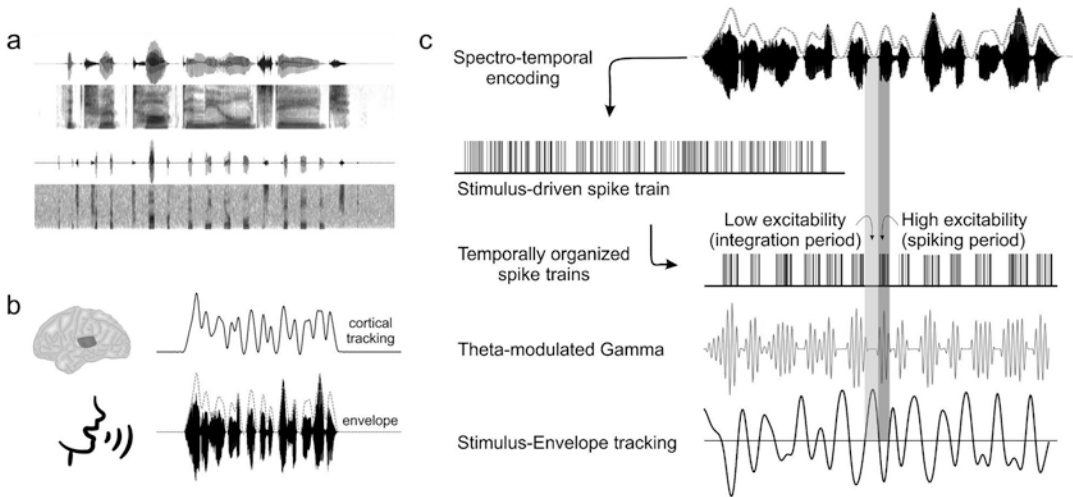 a
b
cortical
tracking
envelope
c
Spectro-temporal
encoding
Stimulus-driven spike train
Low excitability
(integration period)
High excitability
(spiking period)
Temporally organized
spike trains
Theta-modulated Gamma
Stimulus-Envelope tracking